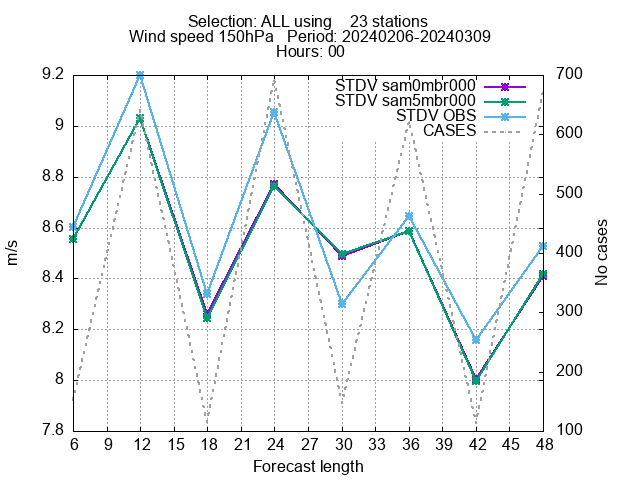 Selection: ALL using    23 stations
Wind speed 150hPa   Period: 20240206-20240309
Hours: 00
STDV sam0mbr000
STDV sam5mbr000
STDV OBS
CASES
9.2
9
8.8
8.6
8.4
8.2
8
7.8
m/s
700
600
500
400
300
200
100
No cases
6 12 15 18 21 24 27 30 33 36 39 42 45 48
Forecast length